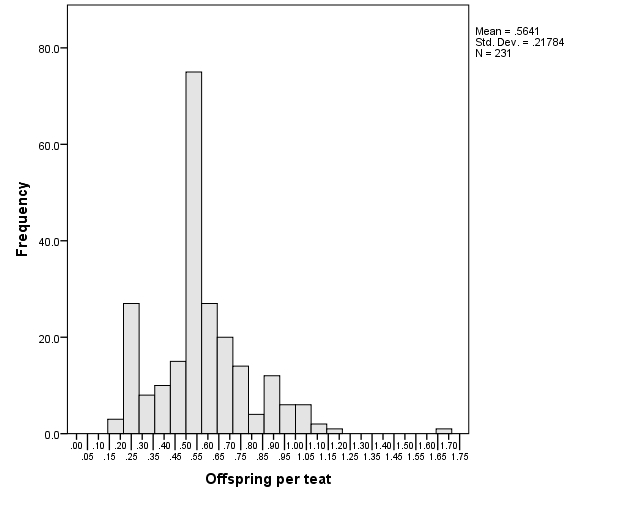 Mean = .5641
Std. Dev. = .21784
N = 231
80.0
60.0
40.0
20.0
0.0
Frequency
.00 .10 .20 .30 .40 .50 .60 .70 .80 .90 1.00 1.10 1.20 1.30 1.40 1.50 1.60 1.70
.05 .15 .25 .35 .45 .55 .65 .75 .85 .95 1.05 1.15 1.25 1.35 1.45 1.55 1.65 1.75
Offspring per teat